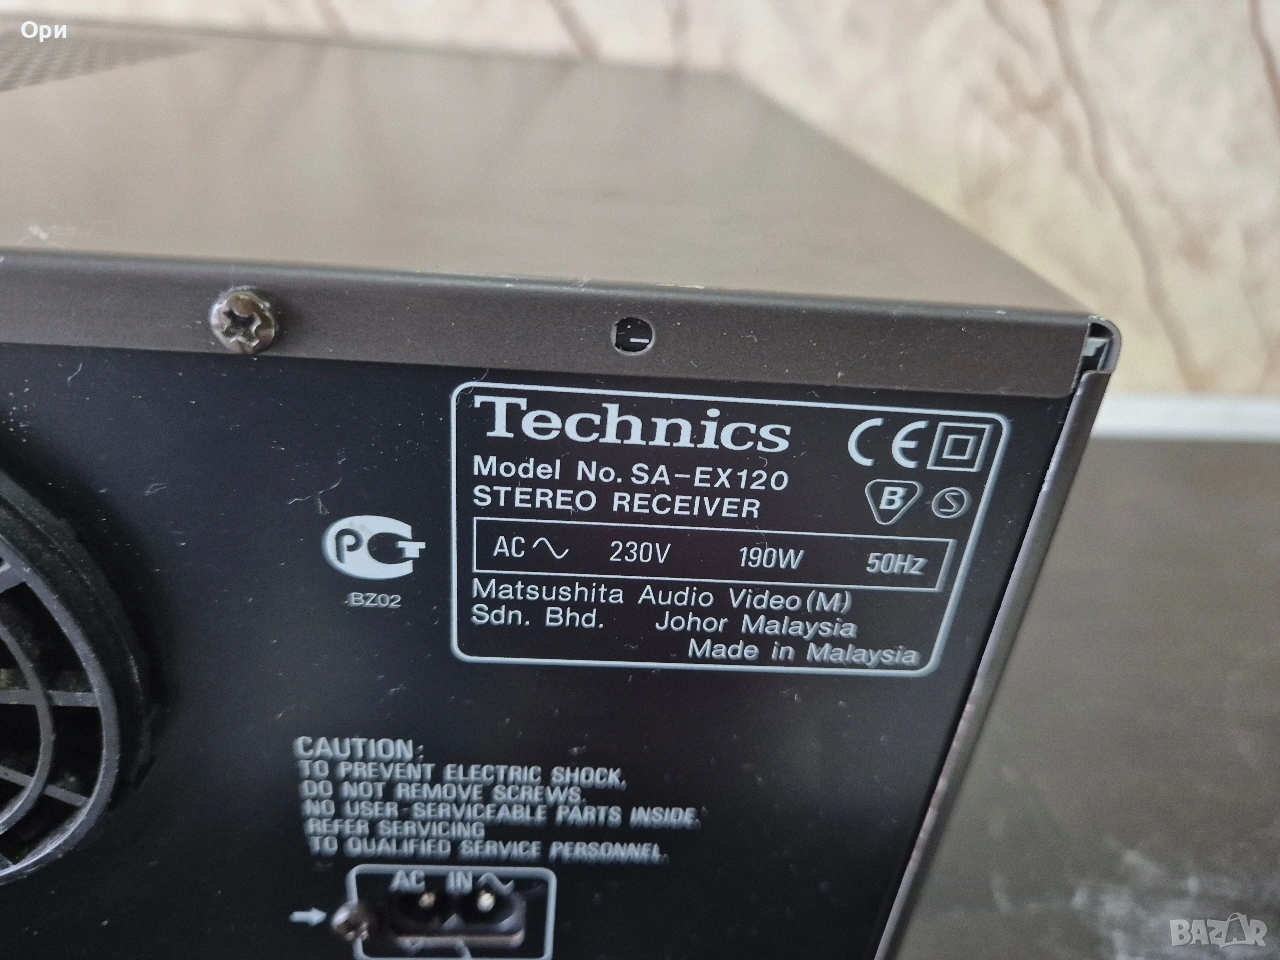 Ори
Technics
CE
Model No. SA-EX120
STEREO RECEIVER
B
S
AC 230V 190W 50Hz
Matsushita Audio Video (M)
Sdn. Bhd. Johor Malaysia
Made in Malaysia
PCT
BZ02
CAUTION:
TO PREVENT ELECTRIC SHOCK,
DO NOT REMOVE SCREWS.
NO USER-SERVICEABLE PARTS INSIDE.
REFER SERVICING
TO QUALIFIED SERVICE PERSONNEL.
AC IN
BAZAR